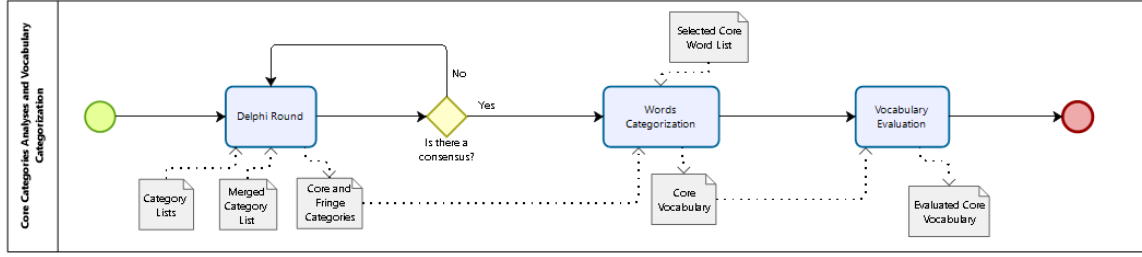 Core Categories Analyses and Vocabulary
Categorization
Selected Core
Word List
No
Delphi Round
Yes
Is there a
consensus?
Words
Categorization
Vocabulary
Evaluation
Category
Lists
Merged
Category
List
Core and
Fringe
Categories
Core
Vocabulary
Evaluated Core
Vocabulary